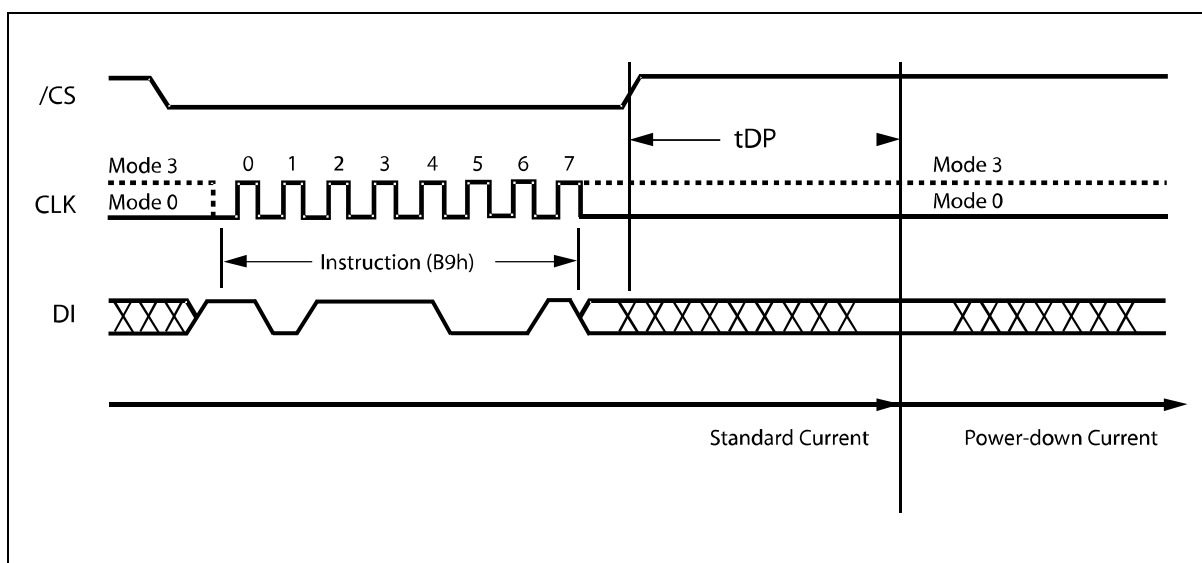 /CS
tDP
Mode 3
0 1 2 3 4 5 6 7
Mode 3
CLK
Mode 0
Mode 0
Instruction (B9h)
DI
Standard Current
Power-down Current